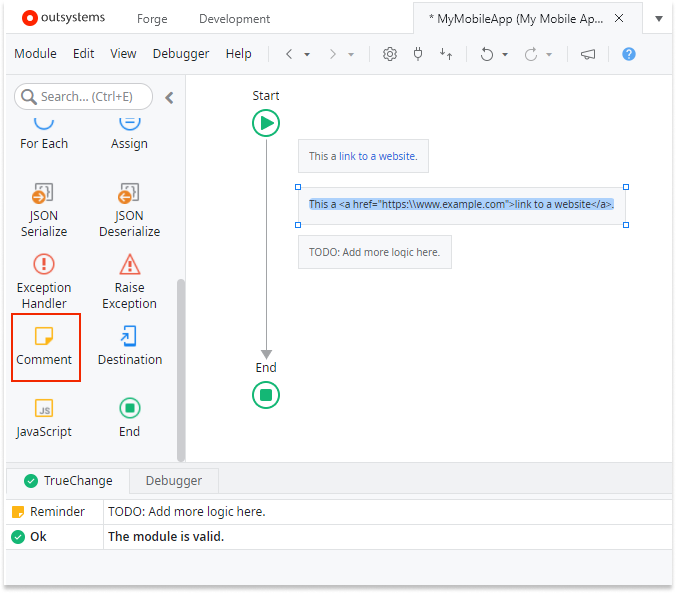 outsystems Forge Development * MyMobileApp (My Mobile Ap...
Module Edit View Debugger Help
Search... (Ctrl+E)
For Each Assign
JSON Serialize
JSON Deserialize
Exception Handler
Raise Exception
Comment Destination
JS
JavaScript End
Start
This a link to a website.
This a <a href="https:\\www.example.com">link to a website</a>.
TODO: Add more logic here.
End
TrueChange Debugger
Reminder TODO: Add more logic here.
Ok The module is valid.